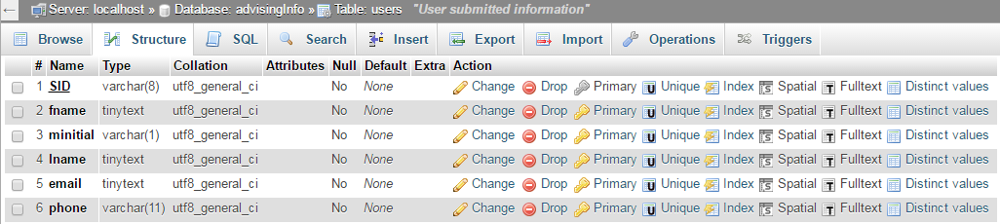 ← Server: localhost » Database: advisingInfo » Table: users "User submitted information"
Browse Structure SQL Search Insert Export Import Operations Triggers
# Name Type Collation Attributes Null Default Extra Action
1 SID varchar(8) utf8_general_ci No None Change Drop Primary Unique Index Spatial Fulltext Distinct values
2 fname tinytext utf8_general_ci No None Change Drop Primary Unique Index Spatial Fulltext Distinct values
3 minitial varchar(1) utf8_general_ci No None Change Drop Primary Unique Index Spatial Fulltext Distinct values
4 lname tinytext utf8_general_ci No None Change Drop Primary Unique Index Spatial Fulltext Distinct values
5 email tinytext utf8_general_ci No None Change Drop Primary Unique Index Spatial Fulltext Distinct values
6 phone varchar(11) utf8_general_ci No None Change Drop Primary Unique Index Spatial Fulltext Distinct values